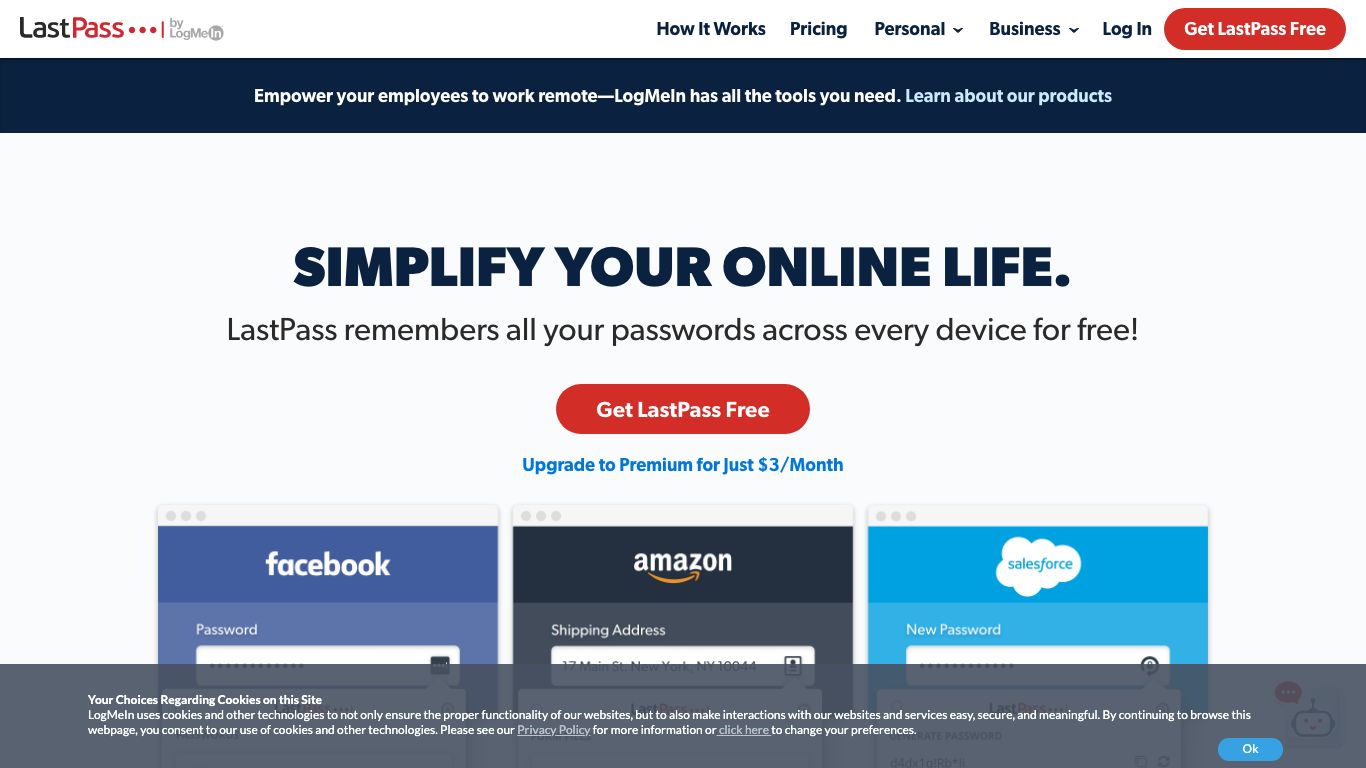 LastPass •••| by LogMeIn
How It Works Pricing Personal Business Log In Get LastPass Free
Empower your employees to work remote—LogMeIn has all the tools you need. Learn about our products
SIMPLIFY YOUR ONLINE LIFE.
LastPass remembers all your passwords across every device for free!
Get LastPass Free
Upgrade to Premium for Just $3/Month
facebook
Password
amazon
Shipping Address
17 Main St. New York, NY 10044
salesforce
New Password
LastPass
GENERATE PASSWORD
Your Choices Regarding Cookies on this Site
LogMeIn uses cookies and other technologies to not only ensure the proper functionality of our websites, but to also make interactions with our websites and services easy, secure, and meaningful. By continuing to browse this
webpage, you consent to our use of cookies and other technologies. Please see our Privacy Policy for more information or click here to change your preferences.
Ok